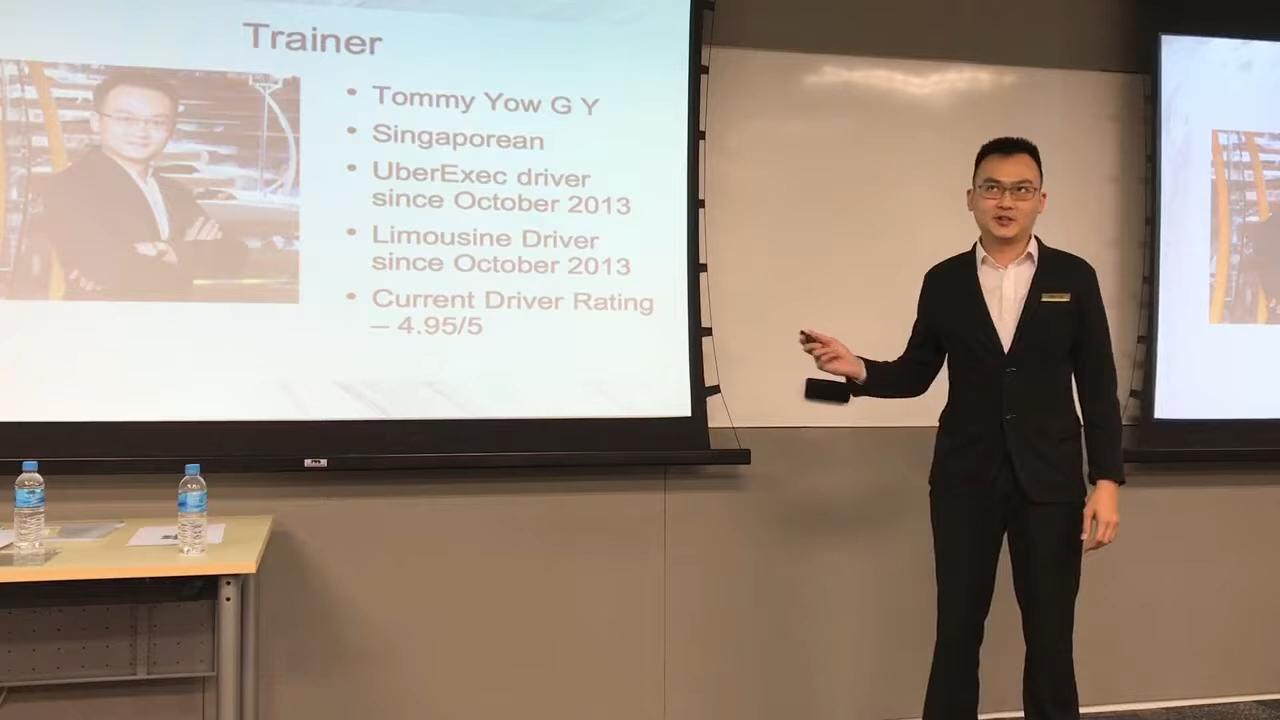 Trainer
• Tommy Yow G Y
• Singaporean
• UberExec driver
since October 2013
• Limousine Driver
since October 2013
• Current Driver Rating
– 4.95/5